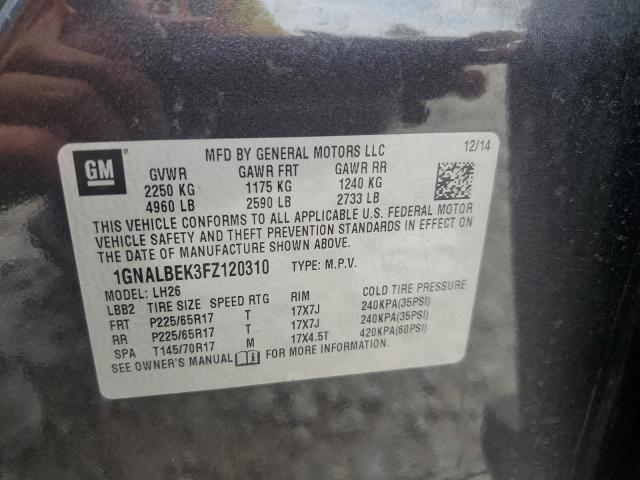 GM
MFD BY GENERAL MOTORS LLC
12/14
GVWR GAWR FRT GAWR RR
2250 KG 1175 KG 1240 KG
4960 LB 2590 LB 2733 LB
THIS VEHICLE CONFORMS TO ALL APPLICABLE U.S. FEDERAL MOTOR
VEHICLE SAFETY AND THEFT PREVENTION STANDARDS IN EFFECT ON
THE DATE OF MANUFACTURE SHOWN ABOVE.
1GNALBEK3FZ120310 TYPE: M.P.V.
MODEL: LH26
LBB2 TIRE SIZE SPEED RTG RIM COLD TIRE PRESSURE
FRT P225/65R17 T 17X7J 240KPA(35PSI)
RR P225/65R17 T 17X7J 240KPA(35PSI)
SPA T145/70R17 M 17X4.5T 420KPA(60PSI)
SEE OWNER'S MANUAL FOR MORE INFORMATION.